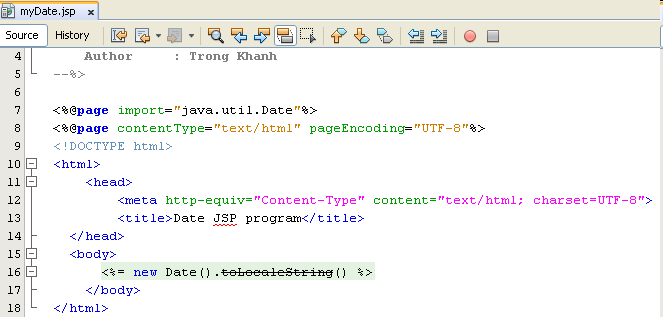 myDate.jsp x
Source History
4 Author : Trong Khanh
5 --%>
6
7 <%@page import="java.util.Date"%>
8 <%@page contentType="text/html" pageEncoding="UTF-8"%>
9 <!DOCTYPE html>
10 <html>
11 <head>
12 <meta http-equiv="Content-Type" content="text/html; charset=UTF-8">
13 <title>Date JSP program</title>
14 </head>
15 <body>
16 <%= new Date().toLocaleString() %>
17 </body>
18 </html>